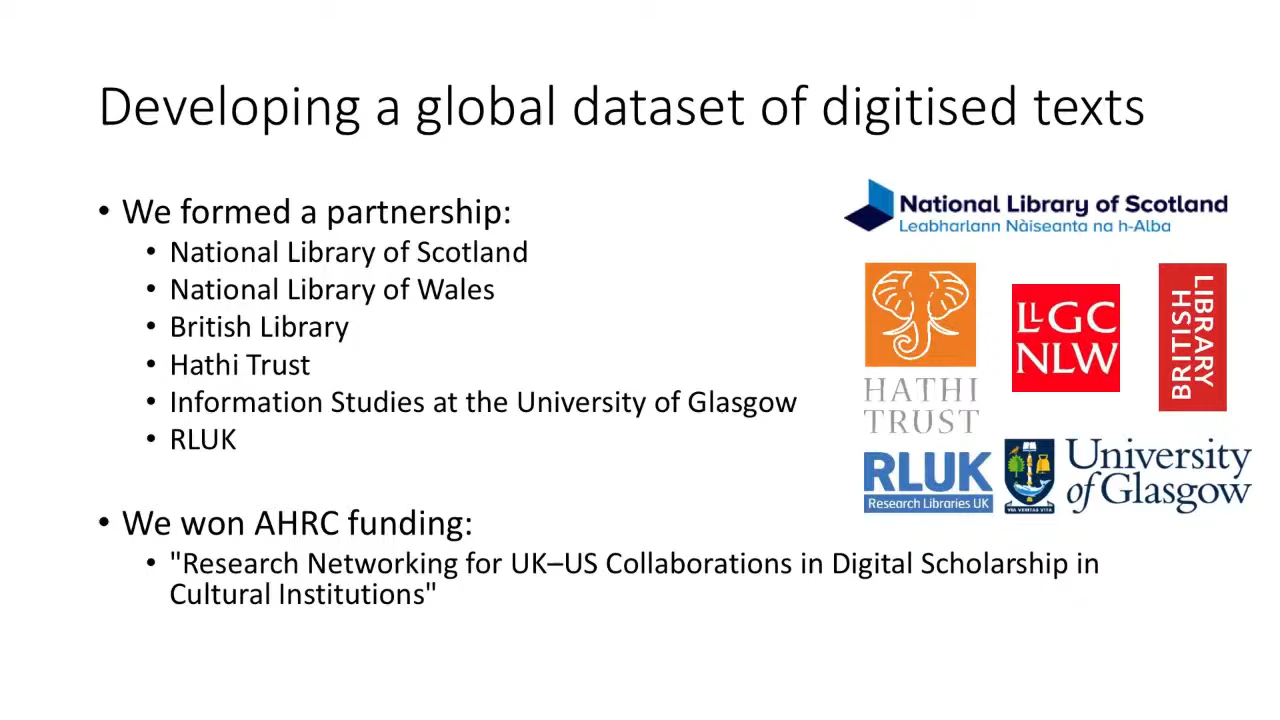 Developing a global dataset of digitised texts
• We formed a partnership:
• National Library of Scotland
• National Library of Wales
• British Library
• Hathi Trust
• Information Studies at the University of Glasgow
• RLUK
• We won AHRC funding:
• "Research Networking for UK–US Collaborations in Digital Scholarship in
Cultural Institutions"
National Library of Scotland
Leabharlann Nàiseanta na h-Alba
HATHI
TRUST
LLGC
NLW
BRITISH
LIBRARY
RLUK
Research Libraries UK
University
of Glasgow
VIA VERITAS VITA